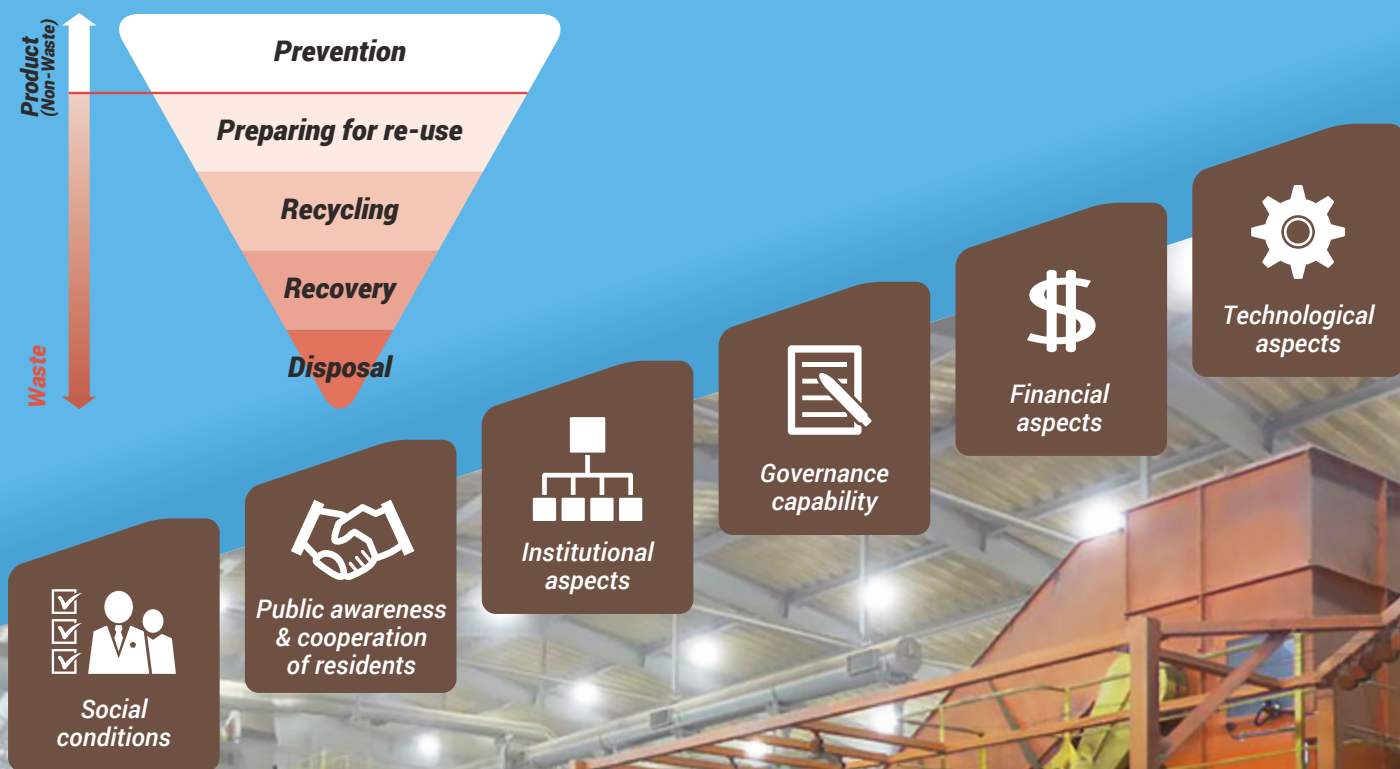 Product
(Non-Waste)
Waste
Prevention
Preparing for re-use
Recycling
Recovery
Disposal
Social
conditions
Public awareness
& cooperation
of residents
Institutional
aspects
Governance
capability
Financial
aspects
Technological
aspects